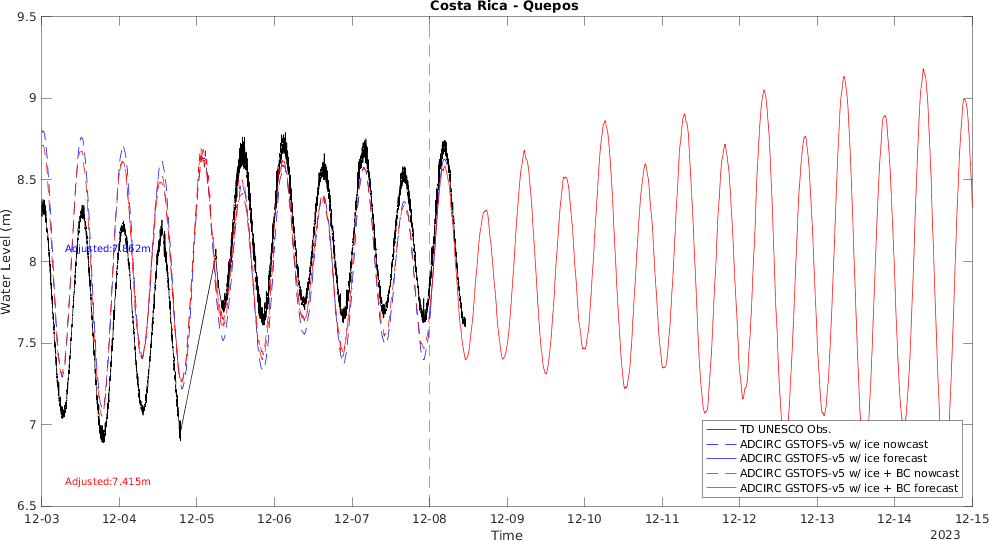 Costa Rica - Quepos
9.5
9
8.5
8
7.5
7
6.5
Water Level (m)
Adjusted:7.862m
Adjusted:7.415m
TD UNESCO Obs.
ADCIRC GSTOFS-v5 w/ ice nowcast
ADCIRC GSTOFS-v5 w/ ice forecast
ADCIRC GSTOFS-v5 w/ ice + BC nowcast
ADCIRC GSTOFS-v5 w/ ice + BC forecast
12-03 12-04 12-05 12-06 12-07 12-08 12-09 12-10 12-11 12-12 12-13 12-14 12-15
Time
2023